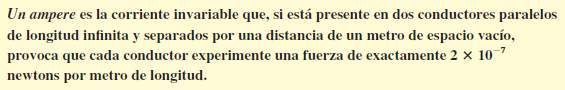 Un ampere es la corriente invariable que, si está presente en dos conductores paralelos
de longitud infinita y separados por una distancia de un metro de espacio vacío,
provoca que cada conductor experimente una fuerza de exactamente 2 × 10⁻⁷
newtons por metro de longitud.